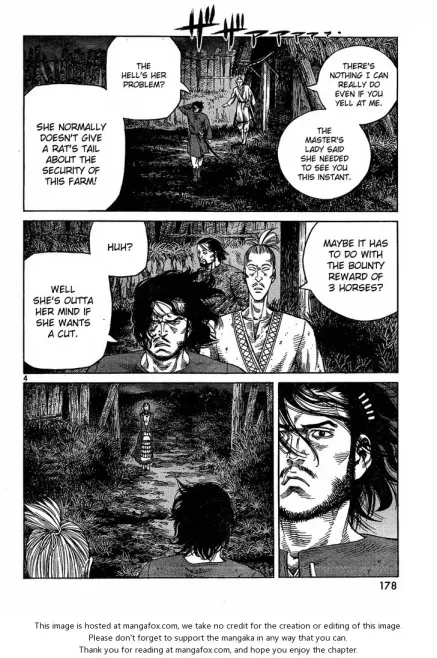 ザザァァァ...
THERE'S
NOTHING I CAN
REALLY DO
EVEN IF YOU
YELL AT ME.
THE
HELL'S HER
PROBLEM?
THE
MASTER'S
LADY SAID
SHE NEEDED
TO SEE YOU
THIS INSTANT.
SHE NORMALLY
DOESN'T GIVE
A RAT'S TAIL
ABOUT THE
SECURITY OF
THIS FARM!
MAYBE IT HAS
TO DO WITH
THE BOUNTY
REWARD OF
3 HORSES?
HUH?
WELL
SHE'S OUTTA
HER MIND IF
SHE WANTS
A CUT.
4
178
This image is hosted at mangafox.com, we take no credit for the creation or editing of this image.
Please don't forget to support the mangaka in any way that you can.
Thank you for reading at mangafox.com, and hope you enjoy the chapter.